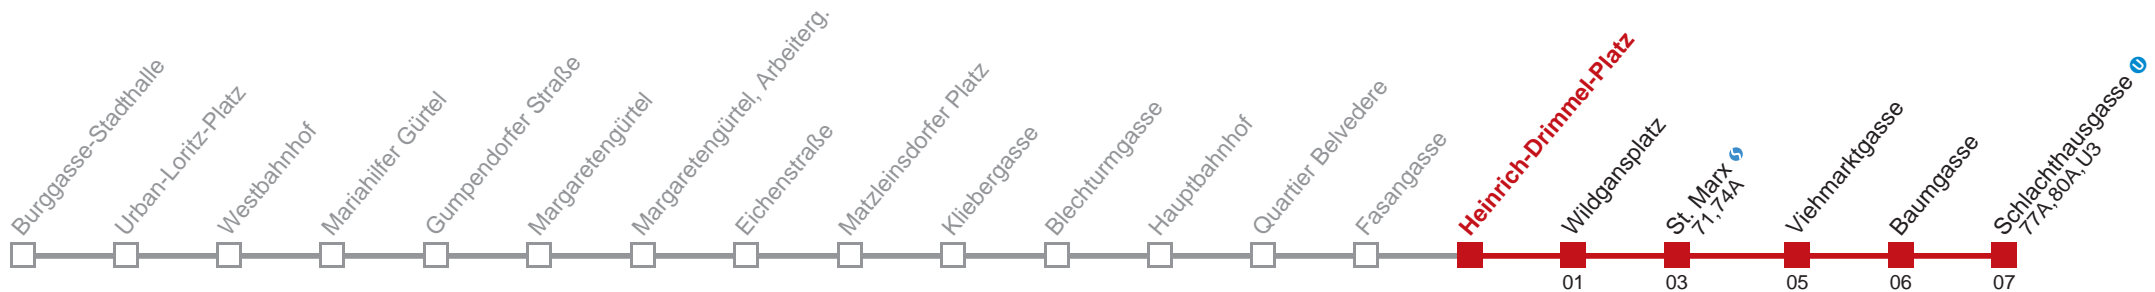 Burggasse-Stadthalle
Urban-Loritz-Platz
Westbahnhof
Mariahilfer Gürtel
Gumpendorfer Straße
Margaretengürtel
Margaretengürtel, Arbeiterg.
Eichenstraße
Matzleinsdorfer Platz
Kliebergasse
Blechturmgasse
Hauptbahnhof
Quartier Belvedere
Fasangasse
Heinrich-Drimmel-Platz
Wildgansplatz
St. Marx S
71,74A
Viehmarktgasse
Baumgasse
Schlachthausgasse U
77A,80A,U3
01 03 05 06 07